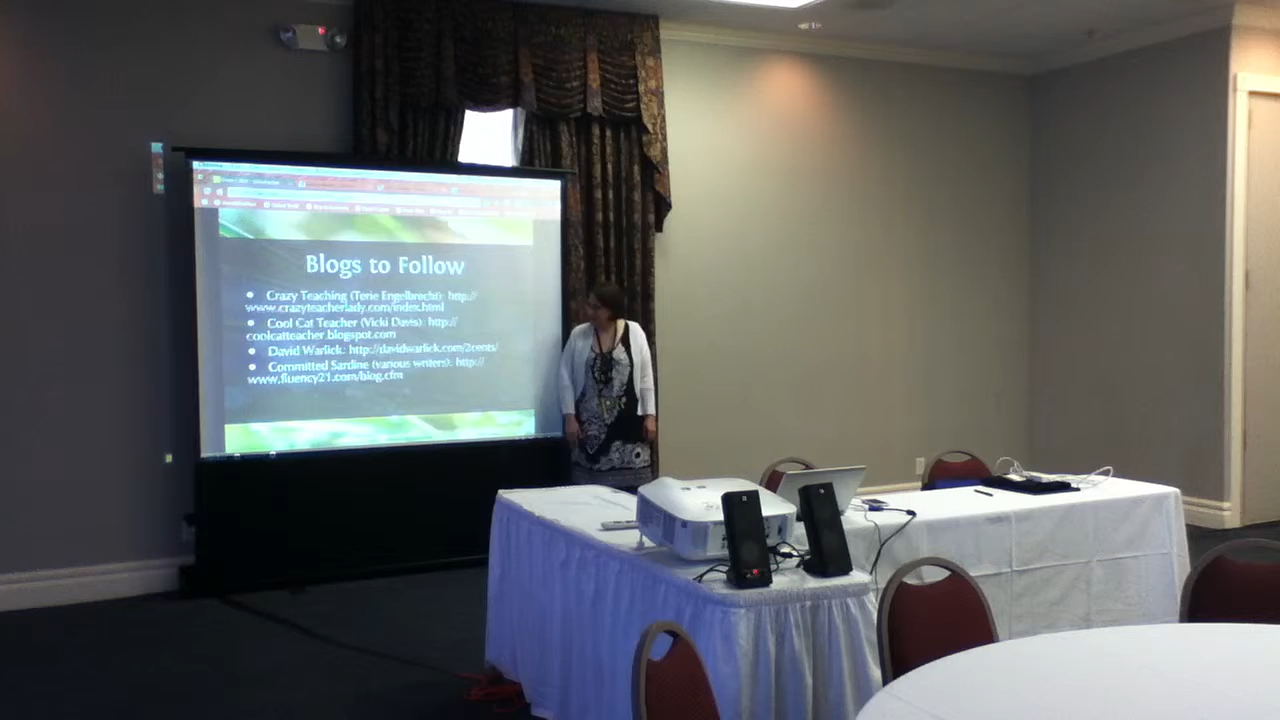 Blogs to Follow
Crazy Teaching (Terie Engelbrecht): http://
www.crazyteacherlady.com/index.html
Cool Cat Teacher (Vicki Davis): http://
coolcatteacher.blogspot.com
David Warlick: http://davidwarlick.com/2cents/
Committed Sardine (various writers): http://
www.fluency21.com/blog.cfm